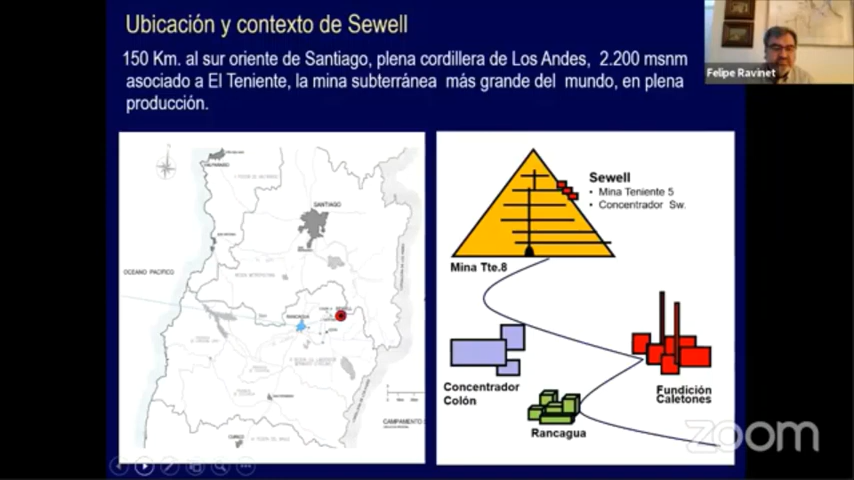 Ubicación y contexto de Sewell
150 Km. al sur oriente de Santiago, plena cordillera de Los Andes, 2.200 msnm
asociado a El Teniente, la mina subterránea más grande del mundo, en plena
producción.
Felipe Ravinet
SANTIAGO
OCEANO PACIFICO
RANCAGUA
CAMPAMENTO
Sewell
• Mina Teniente 5
• Concentrador Sw.
Mina Tte.8
Concentrador
Colón
Fundición
Caletones
Rancagua
zoom